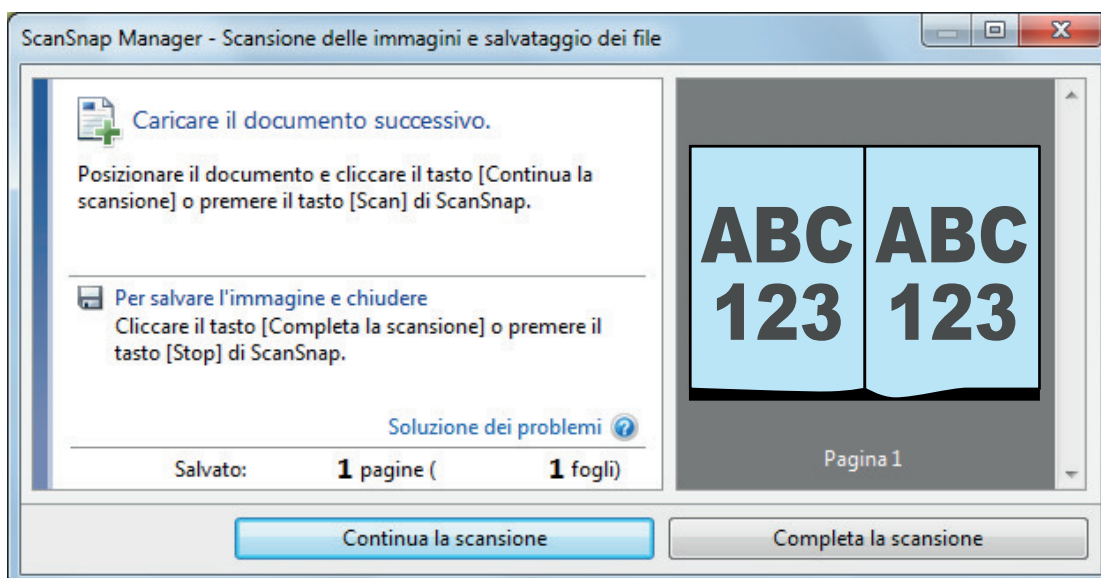 ScanSnap Manager - Scansione delle immagini e salvataggio dei file
Caricare il documento successivo.
Posizionare il documento e cliccare il tasto [Continua la
scansione] o premere il tasto [Scan] di ScanSnap.
Per salvare l'immagine e chiudere
Cliccare il tasto [Completa la scansione] o premere il
tasto [Stop] di ScanSnap.
Soluzione dei problemi
Salvato: 1 pagine ( 1 fogli)
ABC ABC
123 123
Pagina 1
Continua la scansione
Completa la scansione